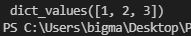 dict_values([1, 2, 3])
PS C:\Users\bigma\Desktop\